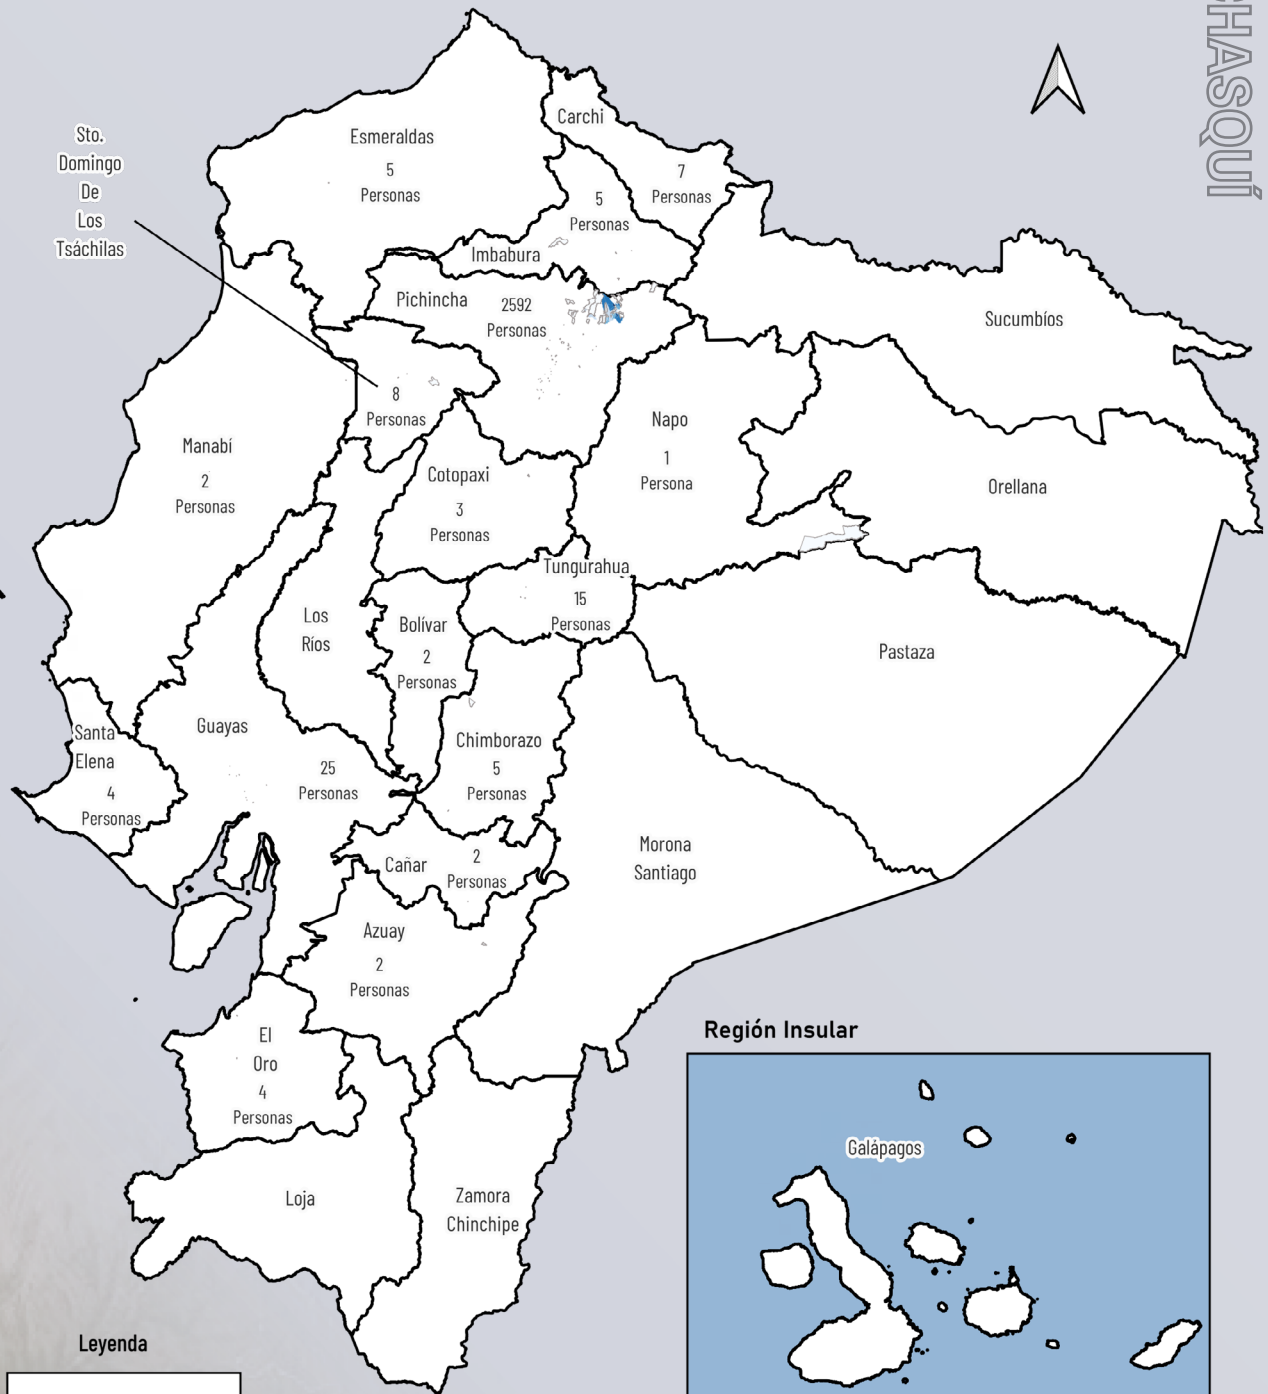 CHASQUÍ
Carchi
7
Personas
Esmeraldas
5
Personas
Sto.
Domingo
De
Los
Tsáchilas
5
Personas
Imbabura
Pichincha
2592
Personas
Sucumbíos
8
Personas
Napo
1
Persona
Manabí
2
Personas
Cotopaxi
3
Personas
Orellana
Tungurahua
15
Personas
Los
Ríos
Bolívar
2
Personas
Pastaza
Guayas
25
Personas
Santa
Elena
4
Personas
Chimborazo
5
Personas
Morona
Santiago
Cañar
2
Personas
Azuay
2
Personas
El
Oro
4
Personas
Región Insular
Galápagos
Loja
Zamora
Chinchipe
Leyenda